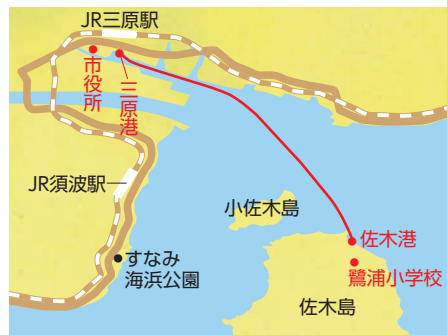 JR三原駅
市役所
三原港
JR須波駅
小佐木島
佐木港
すなみ
海浜公園
鷺浦小学校
佐木島